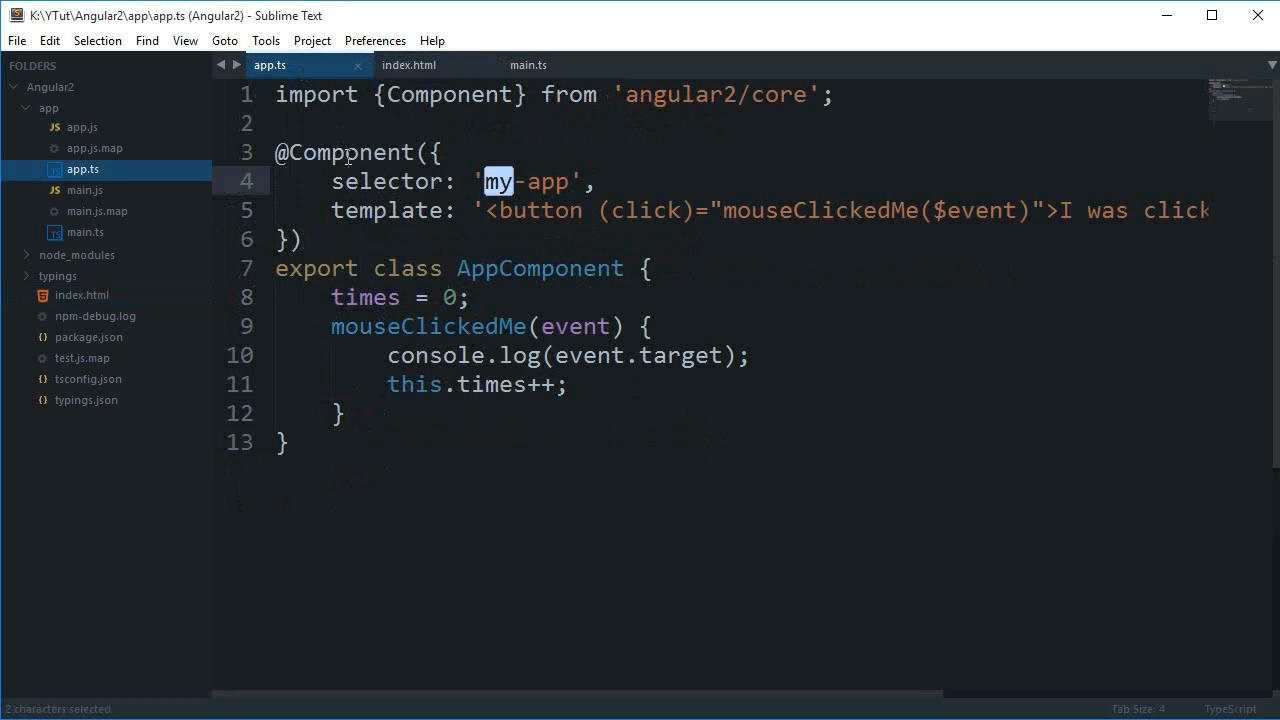 K:\YTut\Angular2\app\app.ts (Angular2) - Sublime Text
File Edit Selection Find View Goto Tools Project Preferences Help
FOLDERS
Angular2
app
JS app.js
app.js.map
TS app.ts
JS main.js
main.js.map
TS main.ts
node_modules
typings
index.html
npm-debug.log
package.json
test.js.map
tsconfig.json
typings.json
app.ts index.html main.ts
1 import {Component} from 'angular2/core';
2
3 @Component({
4 selector: 'my-app',
5 template: '<button (click)="mouseClickedMe($event)">I was click
6 })
7 export class AppComponent {
8 times = 0;
9 mouseClickedMe(event) {
10 console.log(event.target);
11 this.times++;
12 }
13 }
2 characters selected Tab Size: 4 TypeScript